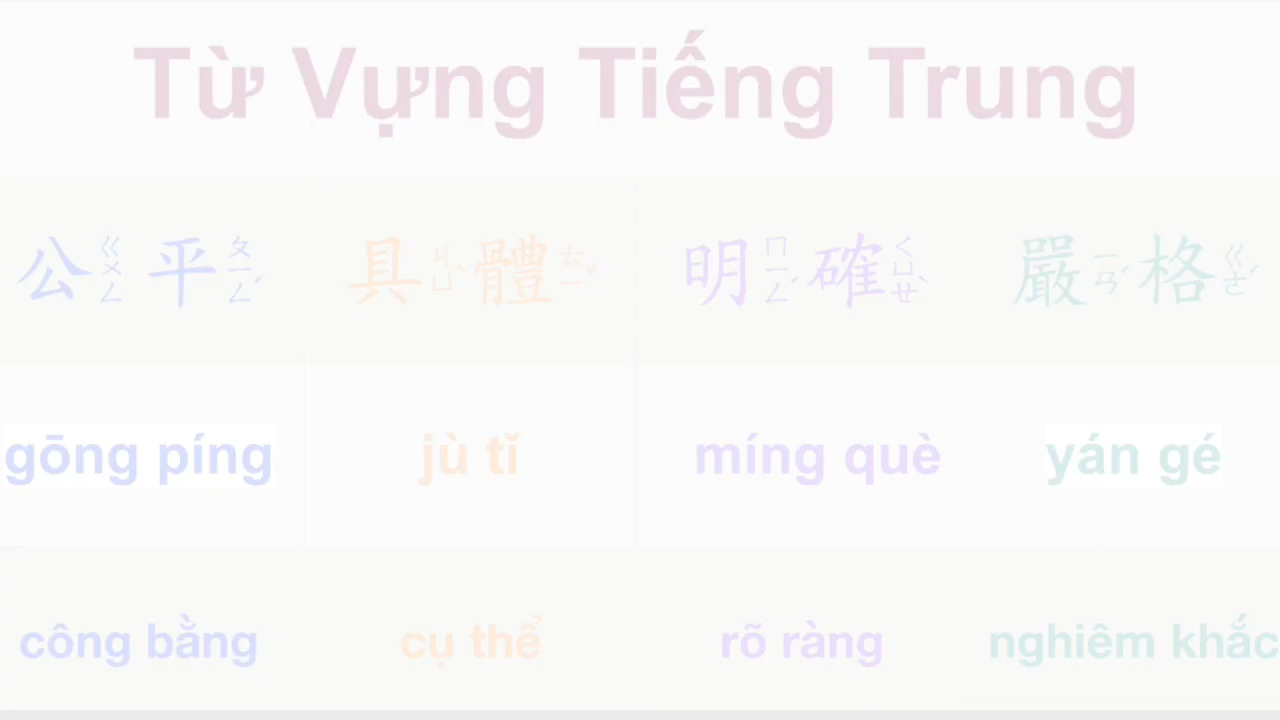 Từ Vựng Tiếng Trung
公ㄍㄨㄥ 平ㄆㄧㄥˊ 具ㄐㄩˋ 體ㄊㄧˇ 明ㄇㄧㄥˊ 確ㄑㄩㄝˋ 嚴ㄧㄢˊ 格ㄍㄜˊ
gōng píng jù tǐ míng què yán gé
công bằng cụ thể rõ ràng nghiêm khắc